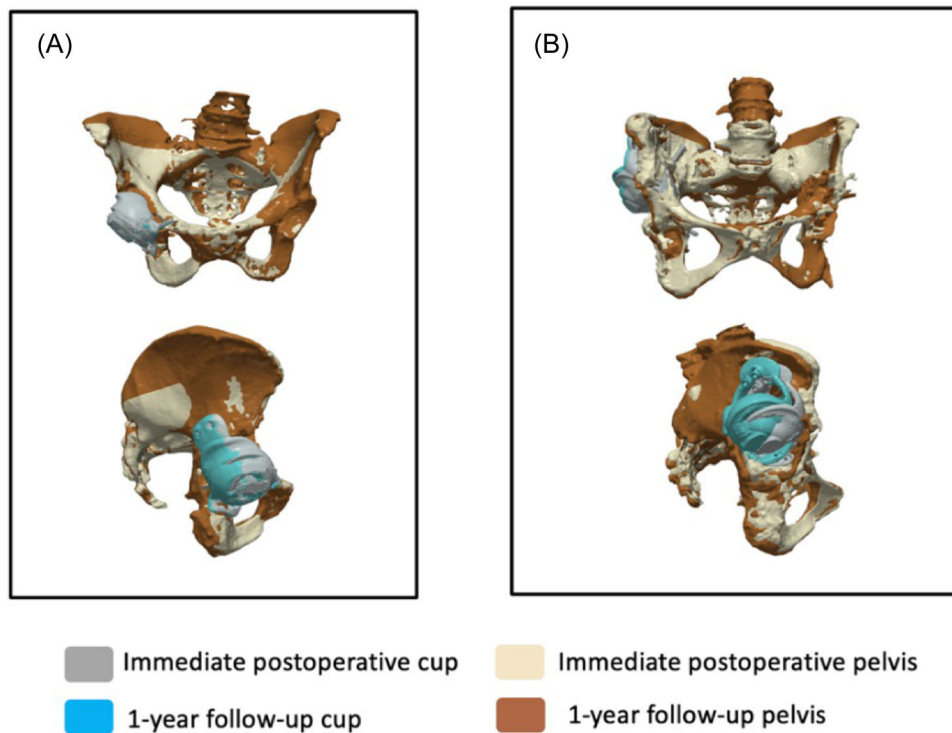 (A)
(B)
Immediate postoperative cup
Immediate postoperative pelvis
1-year follow-up cup
1-year follow-up pelvis